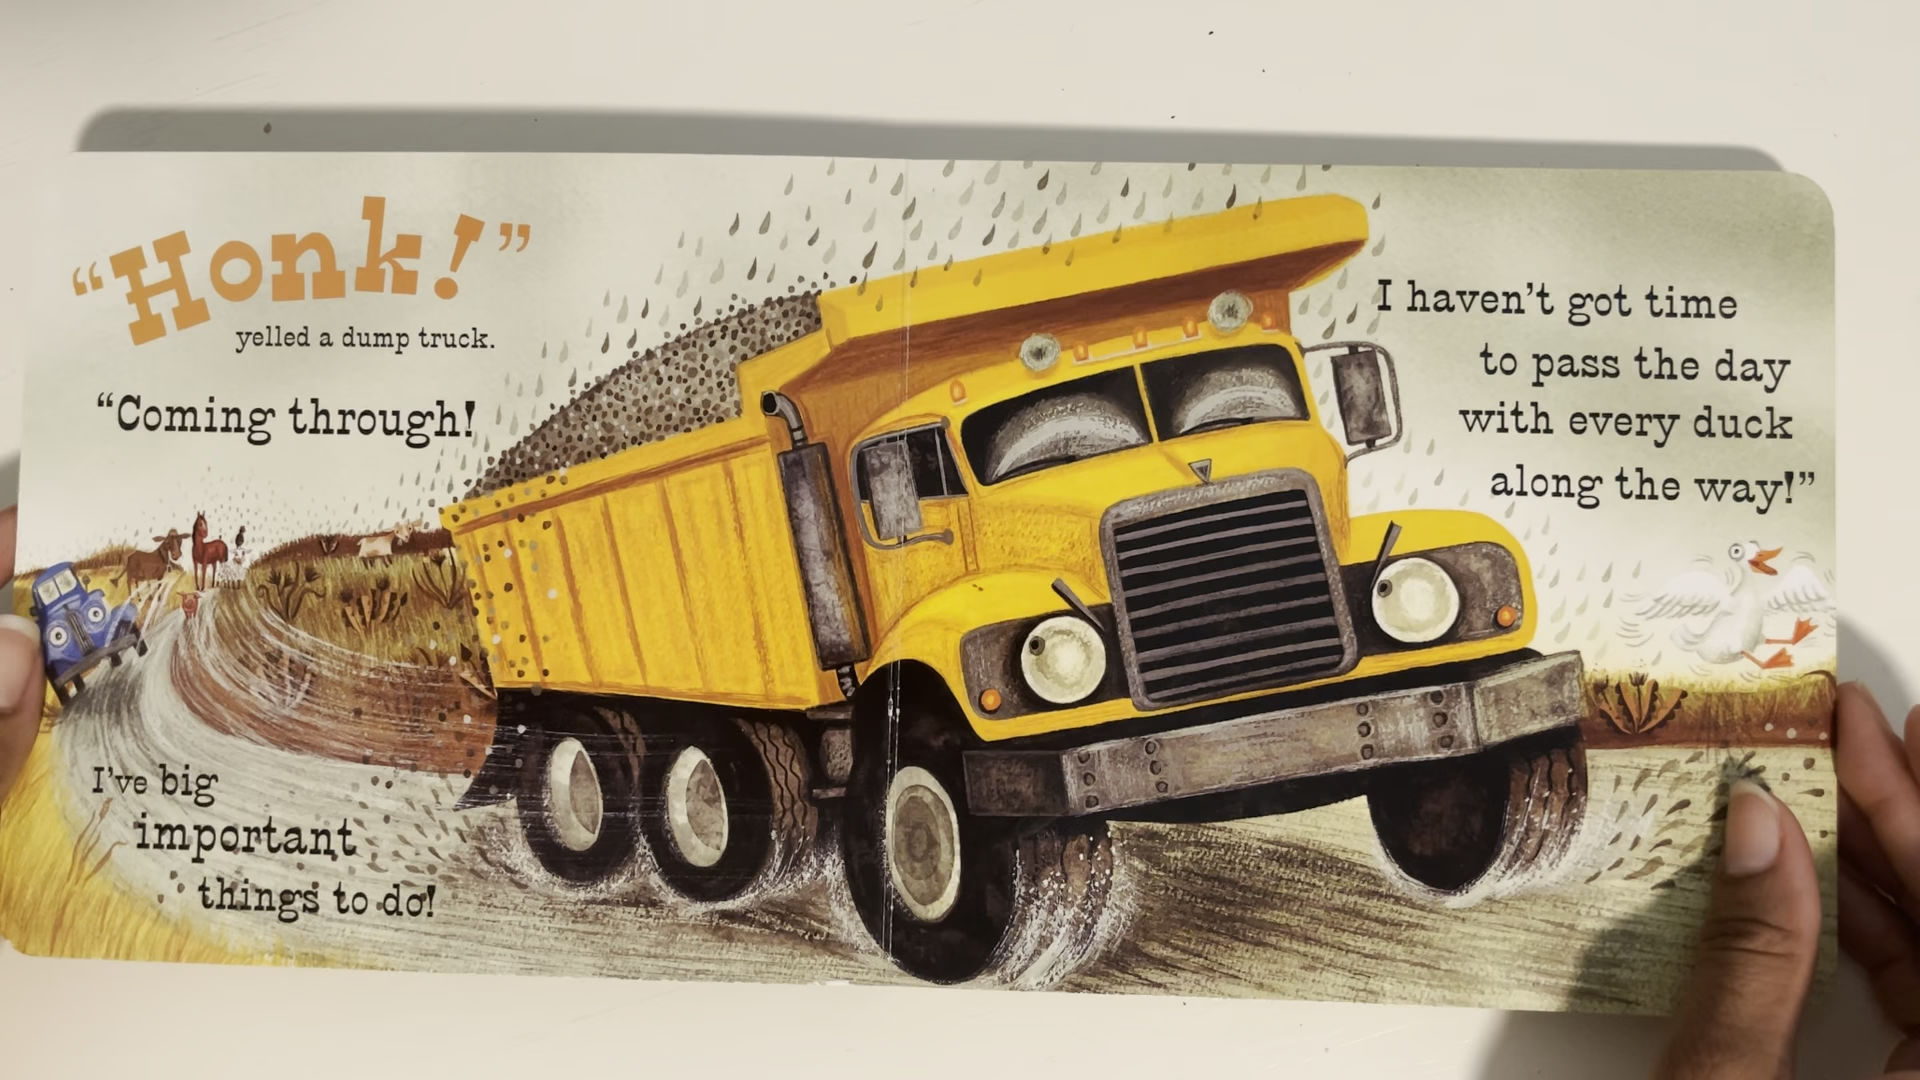 “Honk!”
yelled a dump truck.
“Coming through!
I’ve big
important
things to do!
I haven’t got time
to pass the day
with every duck
along the way!”